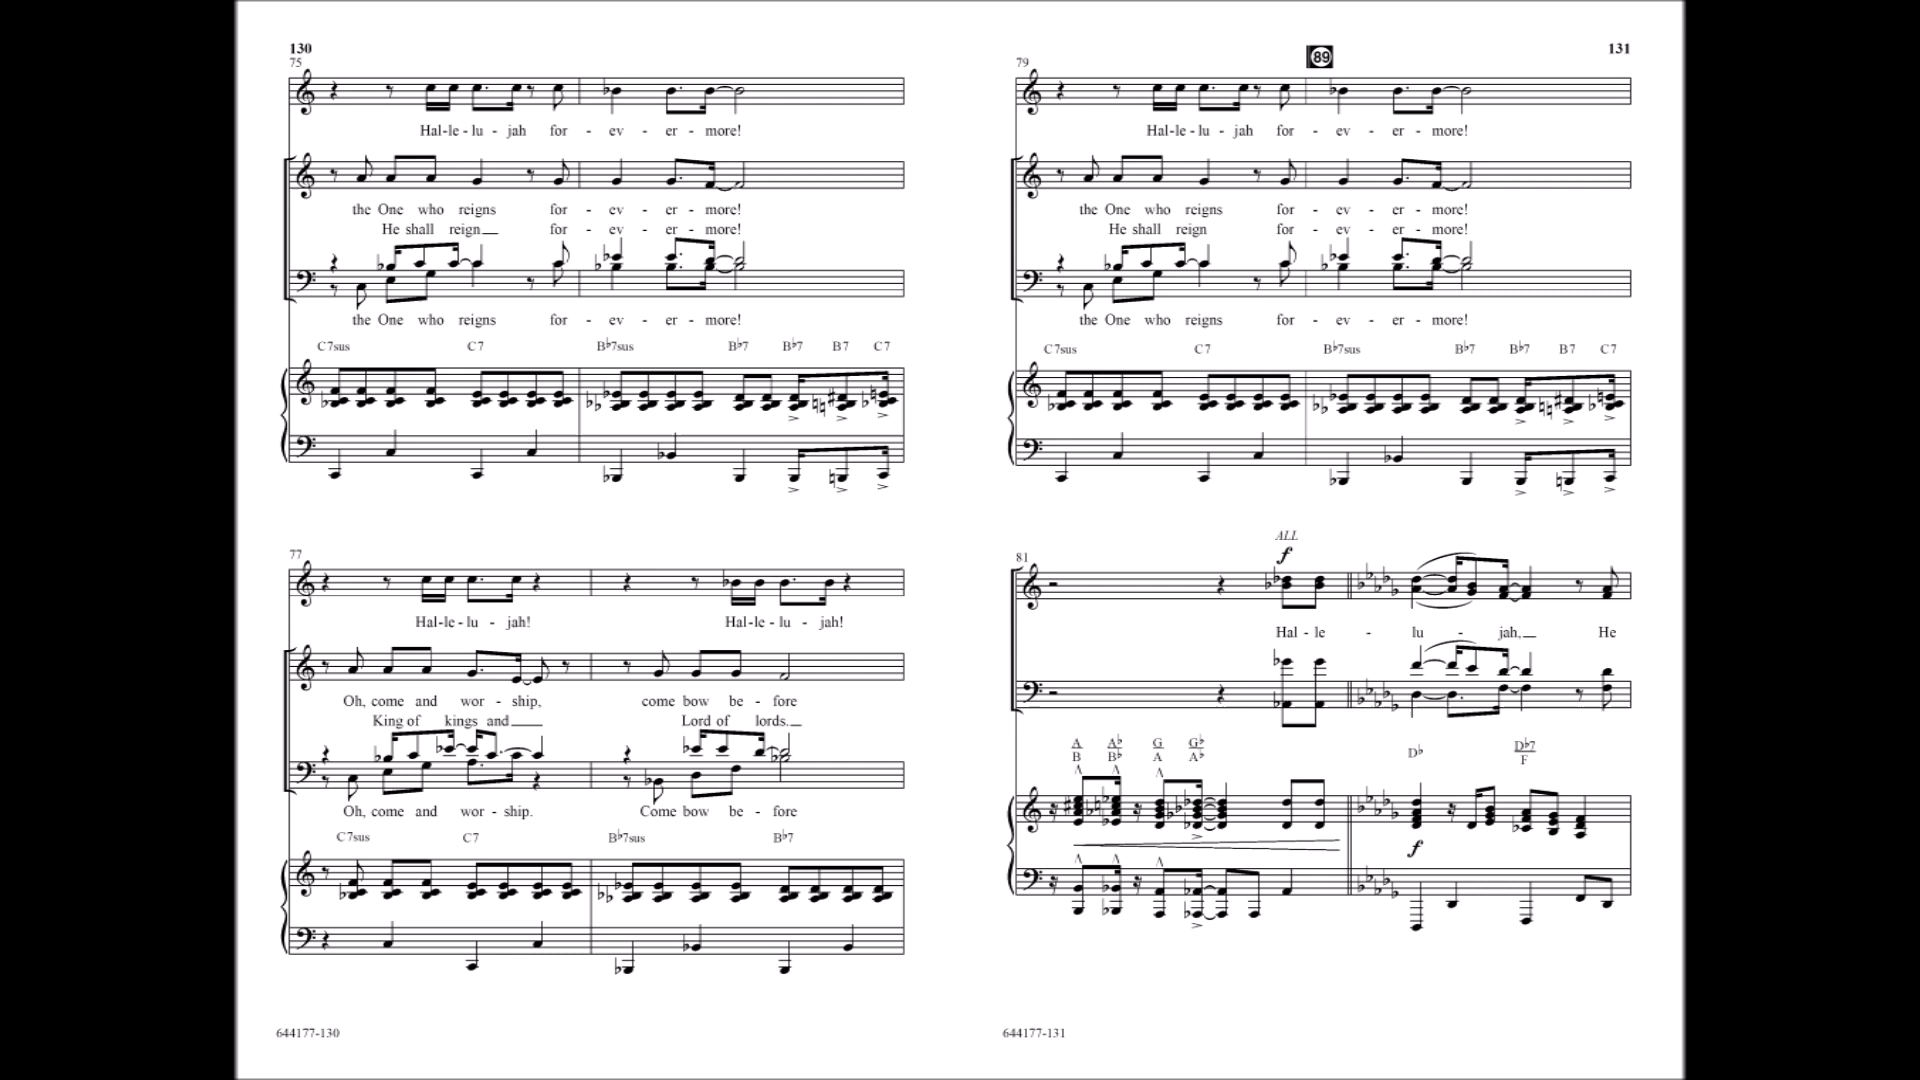 130
75
Hal-le-lu-jah for-ev-er-more!
the One who reigns for-ev-er-more!
He shall reign for-ev-er-more!
the One who reigns for-ev-er-more!
C7sus C7 B♭7sus B♭7 B♭7 B7 C7
77
Hal-le-lu-jah! Hal-le-lu-jah!
Oh, come and wor-ship, come bow be-fore
King of kings and Lord of lords.
Oh, come and wor-ship. Come bow be-fore
C7sus C7 B♭7sus B♭7
644177-130
89
131
79
Hal-le-lu-jah for-ev-er-more!
the One who reigns for-ev-er-more!
He shall reign for-ev-er-more!
the One who reigns for-ev-er-more!
C7sus C7 B♭7sus B♭7 B♭7 B7 C7
ALL
f
81
Hal-le-lu-jah, He
A A♭ G G♭ D♭ D♭7
B B♭ A A♭ F
f
644177-131